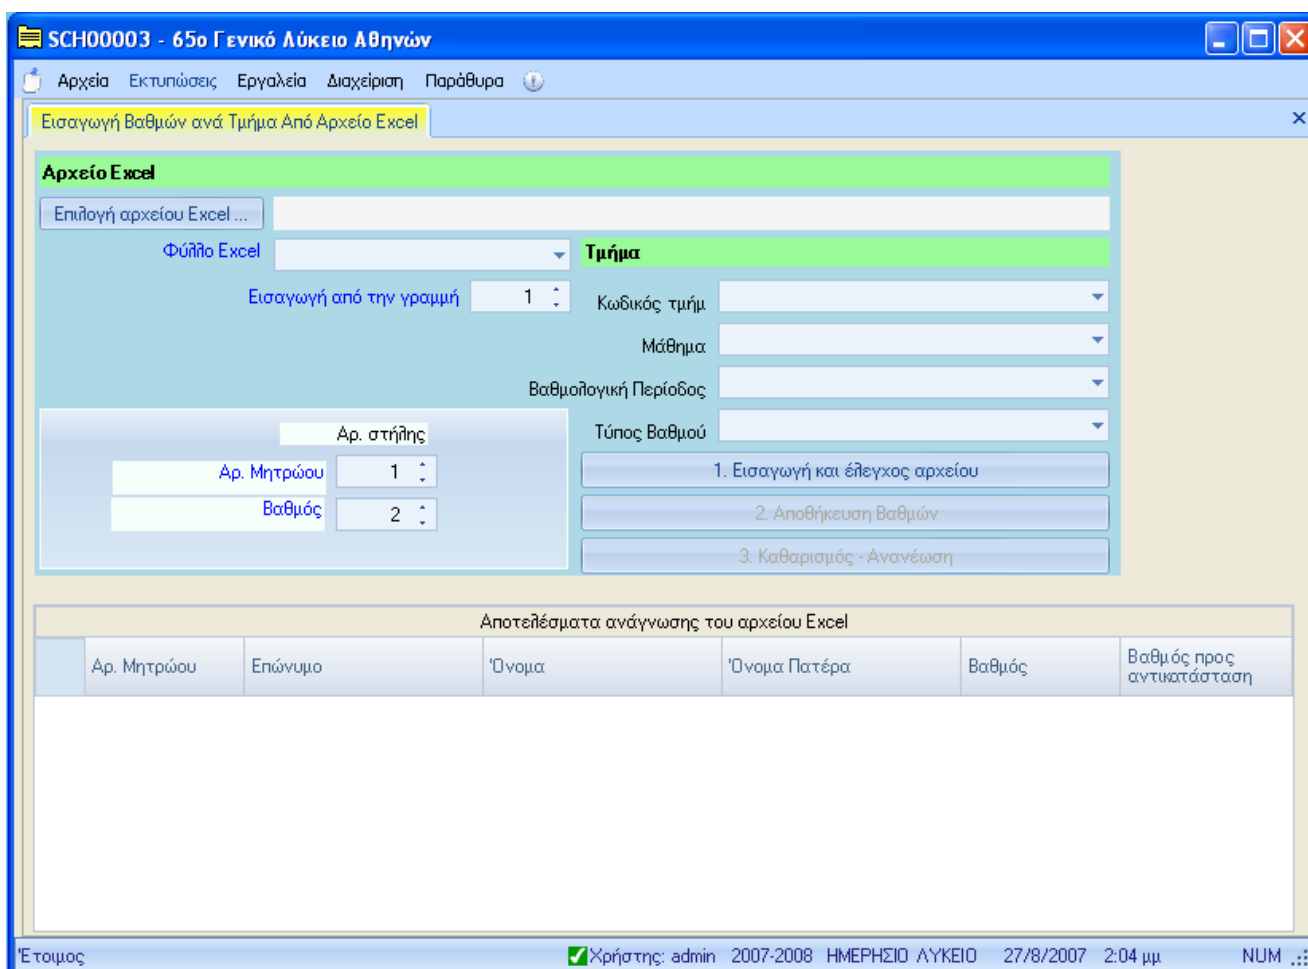 SCH00003 - 65ο Γενικό Λύκειο Αθηνών
Αρχεία Εκτυπώσεις Εργαλεία Διαχείριση Παράθυρα
Εισαγωγή Βαθμών ανά Τμήμα Από Αρχείο Excel
Αρχείο Excel
Επιλογή αρχείου Excel ...
Φύλλο Excel
Τμήμα
Εισαγωγή από την γραμμή 1
Κωδικός τμήμ
Μάθημα
Βαθμολογική Περίοδος
Τύπος Βαθμού
Αρ. στήλης
Αρ. Μητρώου 1
Βαθμός 2
1. Εισαγωγή και έλεγχος αρχείου
2. Αποθήκευση Βαθμών
3. Καθαρισμός - Ανανέωση
Αποτελέσματα ανάγνωσης του αρχείου Excel
Αρ. Μητρώου Επώνυμο Όνομα Όνομα Πατέρα Βαθμός Βαθμός προς
αντικατάσταση
Έτοιμος Χρήστης: admin 2007-2008 ΗΜΕΡΗΣΙΟ ΛΥΚΕΙΟ 27/8/2007 2:04 μμ NUM